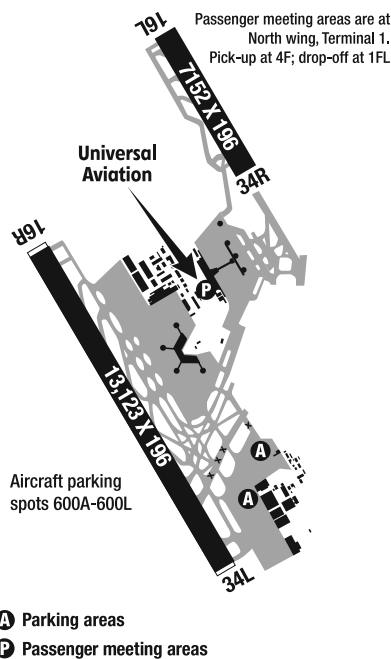 Passenger meeting areas are at
North wing, Terminal 1.
Pick-up at 4F; drop-off at 1FL
16L
7152 X 196
34R
Universal
Aviation
16R
P
13,123 X 196
A
A
Aircraft parking
spots 600A-600L
34L
A Parking areas
P Passenger meeting areas